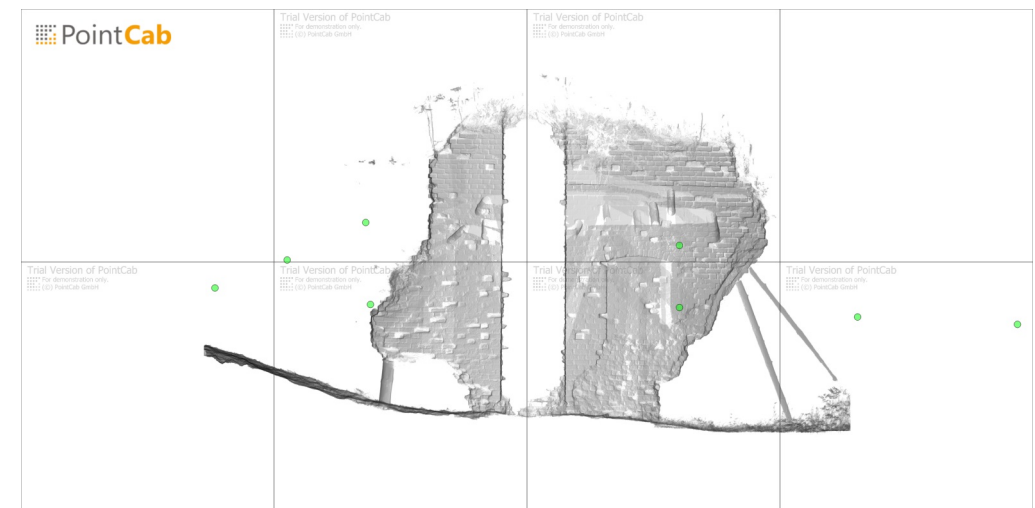 PointCab
Trial Version of PointCab
For demonstration only.
(C) PointCab GmbH
Trial Version of PointCab
For demonstration only.
(C) PointCab GmbH
Trial Version of PointCab
For demonstration only.
(C) PointCab GmbH
Trial Version of PointCab
For demonstration only.
(C) PointCab GmbH
Trial Version of PointCab
For demonstration only.
(C) PointCab GmbH
Trial Version of PointCab
For demonstration only.
(C) PointCab GmbH